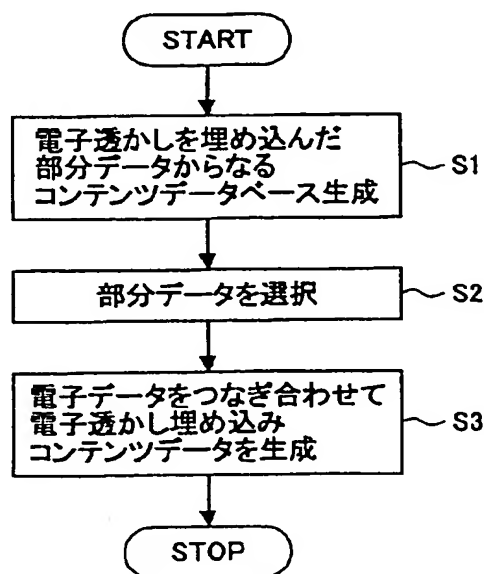 START
電子透かしを埋め込んだ
部分データからなる
コンテンツデータベース生成
S1
部分データを選択
S2
電子データをつなぎ合わせて
電子透かし埋め込み
コンテンツデータを生成
S3
STOP